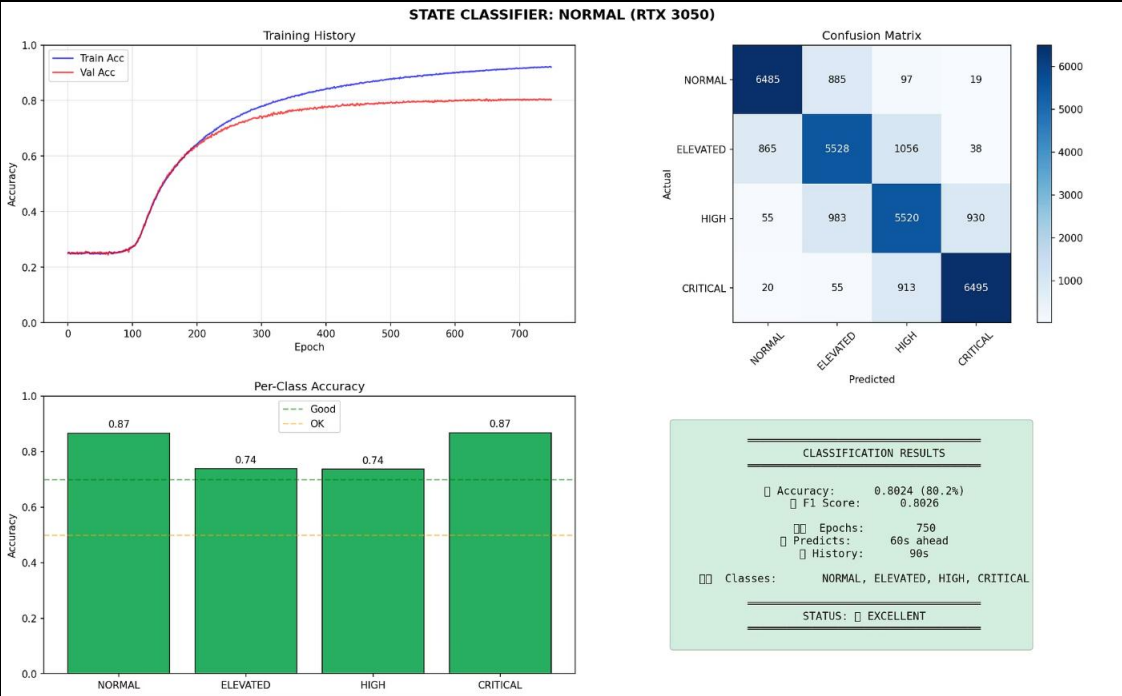 STATE CLASSIFIER: NORMAL (RTX 3050)
Training History
Train Acc
Val Acc
1.0
0.8
0.6
0.4
0.2
0.0
Accuracy
0 100 200 300 400 500 600 700
Epoch
Confusion Matrix
NORMAL 6485 885 97 19
ELEVATED 865 5528 1056 38
HIGH 55 983 5520 930
CRITICAL 20 55 913 6495
Actual
NORMAL ELEVATED HIGH CRITICAL
Predicted
6000
5000
4000
3000
2000
1000
Per-Class Accuracy
Good
OK
0.87 0.74 0.74 0.87
1.0
0.8
0.6
0.4
0.2
0.0
Accuracy
NORMAL ELEVATED HIGH CRITICAL
CLASSIFICATION RESULTS
Accuracy: 0.8024 (80.2%)
F1 Score: 0.8026
Epochs: 750
Predicts: 60s ahead
History: 90s
Classes: NORMAL, ELEVATED, HIGH, CRITICAL
STATUS: EXCELLENT